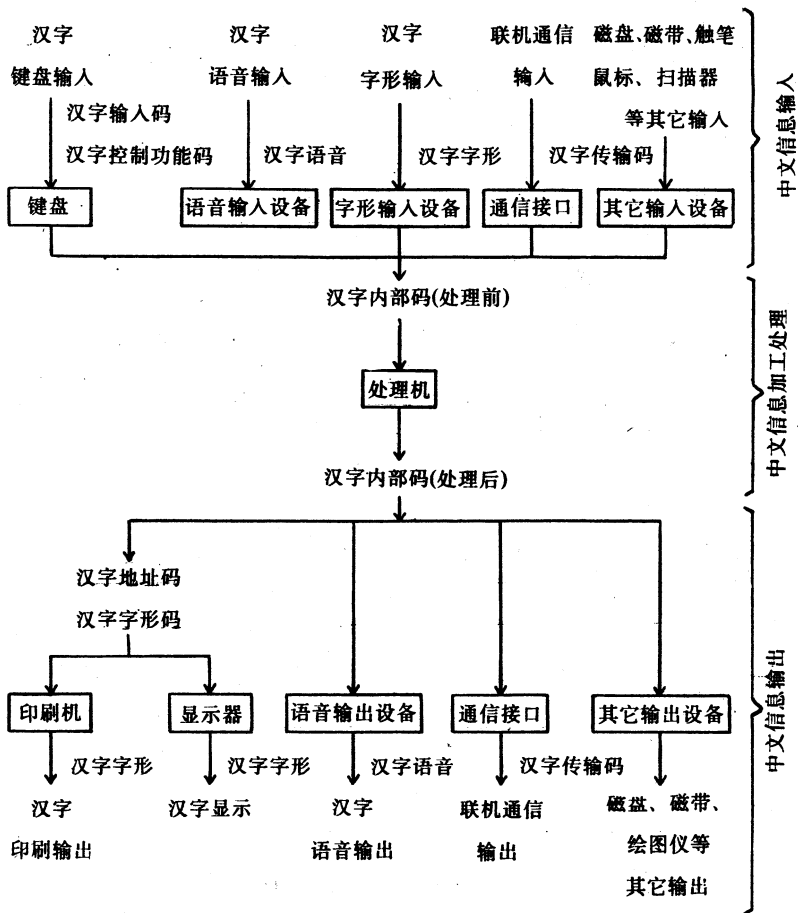 汉字 汉字 汉字 联机通信 磁盘、磁带、触笔
键盘输入 语音输入 字形输入 输入 鼠标、扫描器
汉字输入码 等其它输入
汉字控制功能码 汉字语音 汉字字形 汉字传输码
键盘 语音输入设备 字形输入设备 通信接口 其它输入设备
中文信息输入
汉字内部码(处理前)
处理机
汉字内部码(处理后)
中文信息加工处理
汉字地址码
汉字字形码
印刷机 显示器 语音输出设备 通信接口 其它输出设备
汉字字形 汉字字形 汉字语音 汉字传输码
汉字 汉字显示 汉字 联机通信 磁盘、磁带、
印刷输出 语音输出 输出 绘图仪等
其它输出
中文信息输出